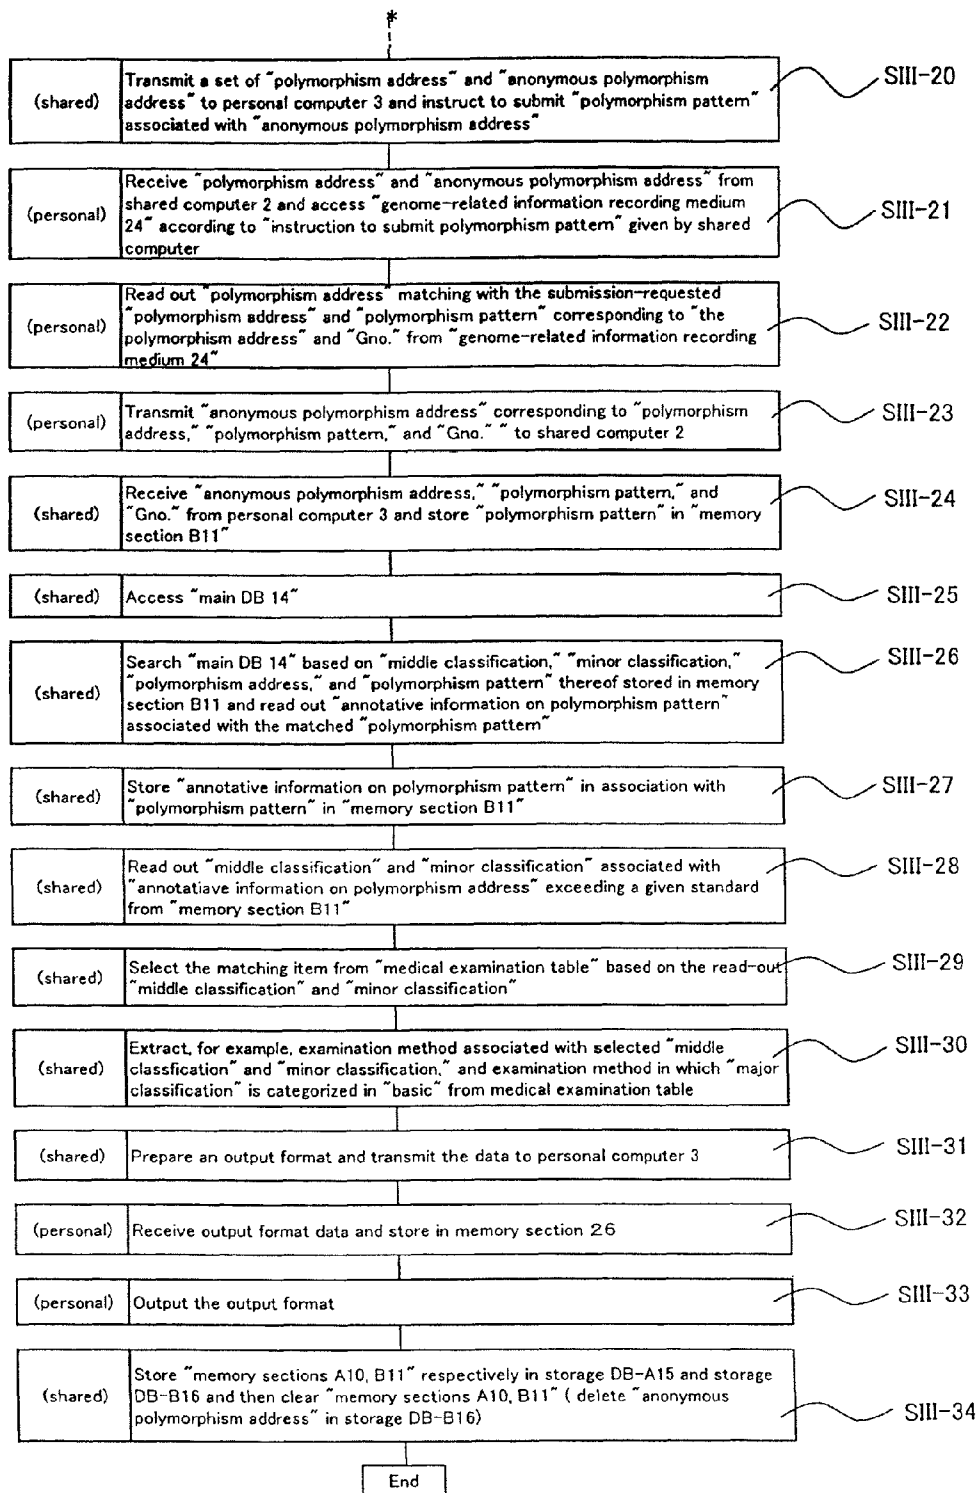 *
(shared)
Transmit a set of "polymorphism address" and "anonymous polymorphism
address" to personal computer 3 and instruct to submit "polymorphism pattern"
associated with "anonymous polymorphism address"
SIII-20
(personal)
Receive "polymorphism address" and "anonymous polymorphism address" from
shared computer 2 and access "genome-related information recording medium
24" according to "instruction to submit polymorphism pattern" given by shared
computer
SIII-21
(personal)
Read out "polymorphism address" matching with the submission-requested
"polymorphism address" and "polymorphism pattern" corresponding to "the
polymorphism address" and "Gno." from "genome-related information recording
medium 24"
SIII-22
(personal)
Transmit "anonymous polymorphism address" corresponding to "polymorphism
address," "polymorphism pattern," and "Gno." " to shared computer 2
SIII-23
(shared)
Receive "anonymous polymorphism address," "polymorphism pattern," and
"Gno." from personal computer 3 and store "polymorphism pattern" in "memory
section B11"
SIII-24
(shared)
Access "main DB 14"
SIII-25
(shared)
Search "main DB 14" based on "middle classification," "minor classification,"
"polymorphism address," and "polymorphism pattern" thereof stored in memory
section B11 and read out "annotative information on polymorphism pattern"
associated with the matched "polymorphism pattern"
SIII-26
(shared)
Store "annotative information on polymorphism pattern" in association with
"polymorphism pattern" in "memory section B11"
SIII-27
(shared)
Read out "middle classification" and "minor classification" associated with
"annotatiave information on polymorphism address" exceeding a given standard
from "memory section B11"
SIII-28
(shared)
Select the matching item from "medical examination table" based on the read-out
"middle classification" and "minor classification"
SIII-29
(shared)
Extract, for example, examination method associated with selected "middle
classfication" and "minor classification," and examination method in which "major
classification" is categorized in "basic" from medical examination table
SIII-30
(shared)
Prepare an output format and transmit the data to personal computer 3
SIII-31
(personal)
Receive output format data and store in memory section 26
SIII-32
(personal)
Output the output format
SIII-33
(shared)
Store "memory sections A10, B11" respectively in storage DB-A15 and storage
DB-B16 and then clear "memory sections A10, B11" ( delete "anonymous
polymorphism address" in storage DB-B16)
SIII-34
End